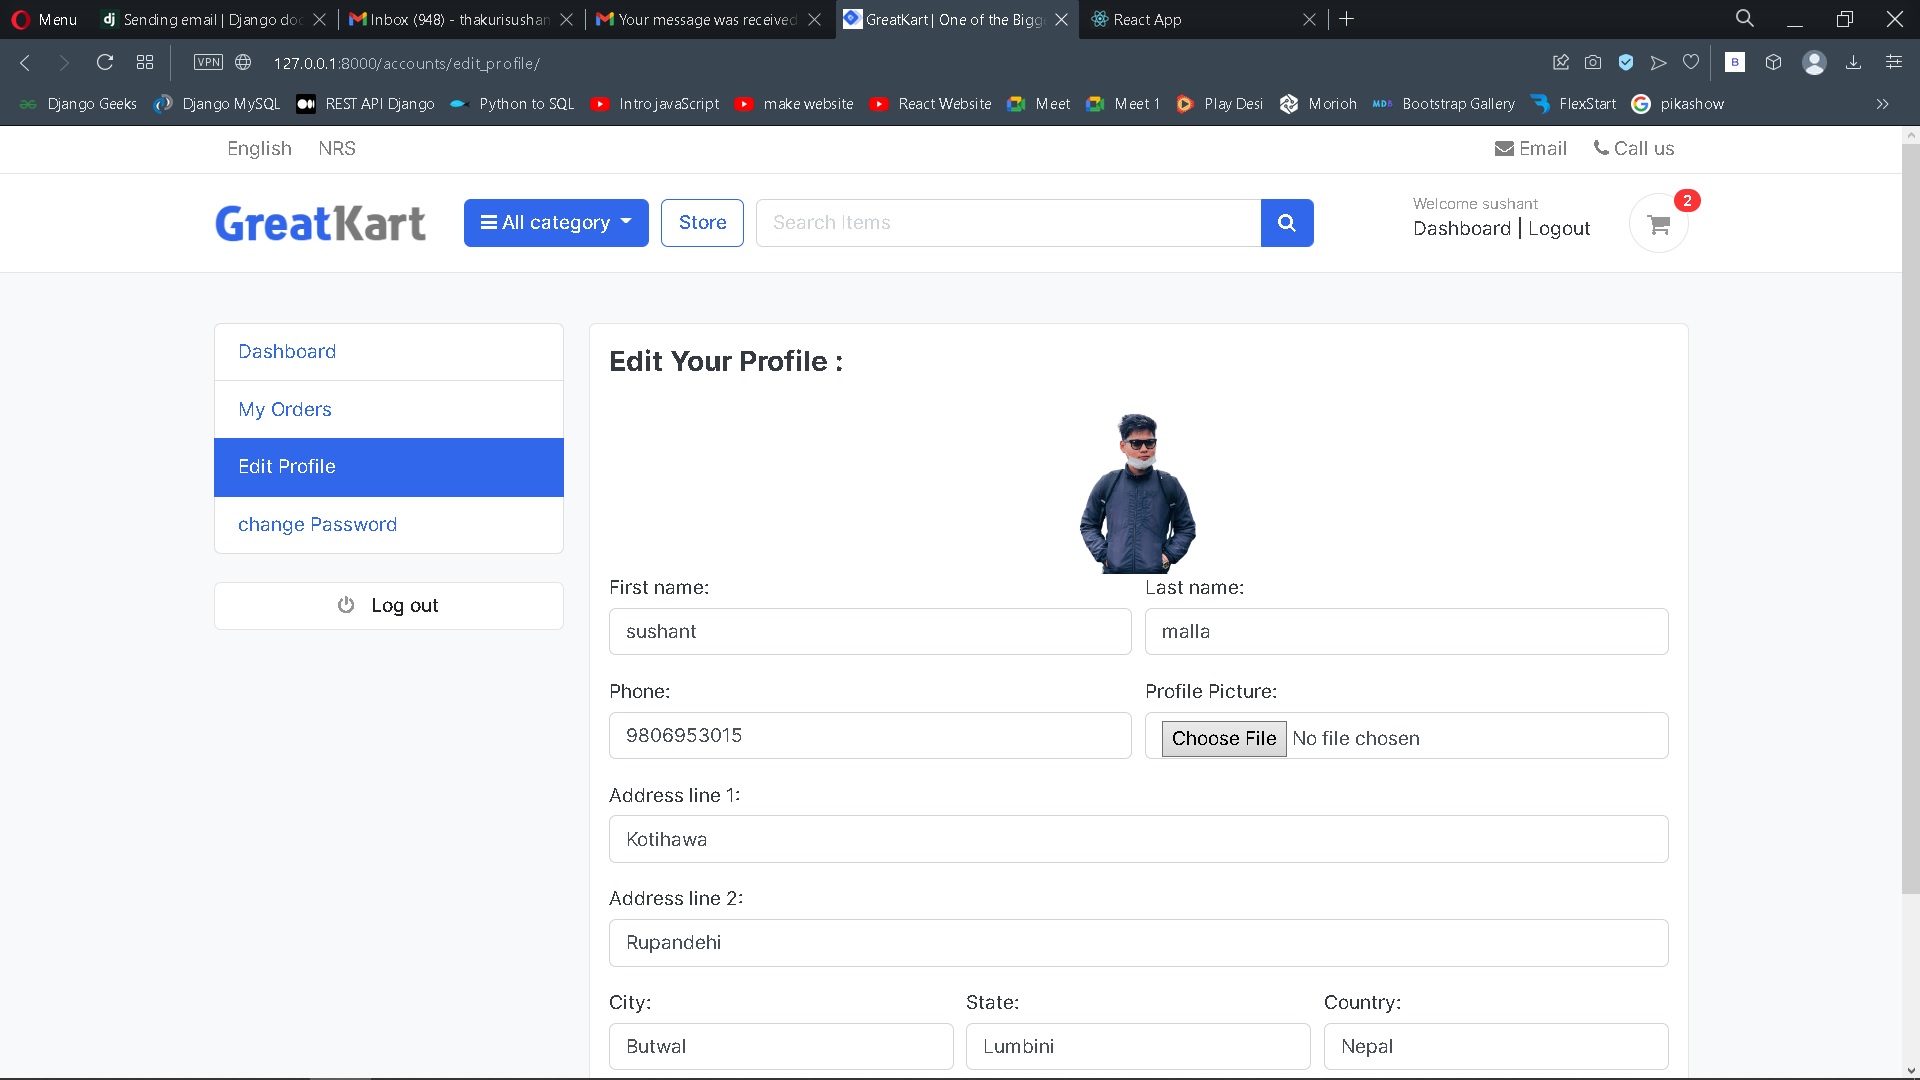 Menu
Sending email | Django doc
Inbox (948) - thakurisushan
Your message was received
GreatKart | One of the Bigg
React App
VPN
127.0.0.1:8000/accounts/edit_profile/
B
Django Geeks
Django MySQL
REST API Django
Python to SQL
Intro javaScript
make website
React Website
Meet
Meet 1
Play Desi
Morioh
MDB
Bootstrap Gallery
FlexStart
pikashow
English
NRS
Email
Call us
GreatKart
All category
Store
Search Items
Welcome sushant
Dashboard | Logout
2
Dashboard
My Orders
Edit Profile
change Password
Log out
Edit Your Profile :
First name:
Last name:
sushant
malla
Phone:
Profile Picture:
9806953015
Choose File No file chosen
Address line 1:
Kotihawa
Address line 2:
Rupandehi
City:
State:
Country:
Butwal
Lumbini
Nepal